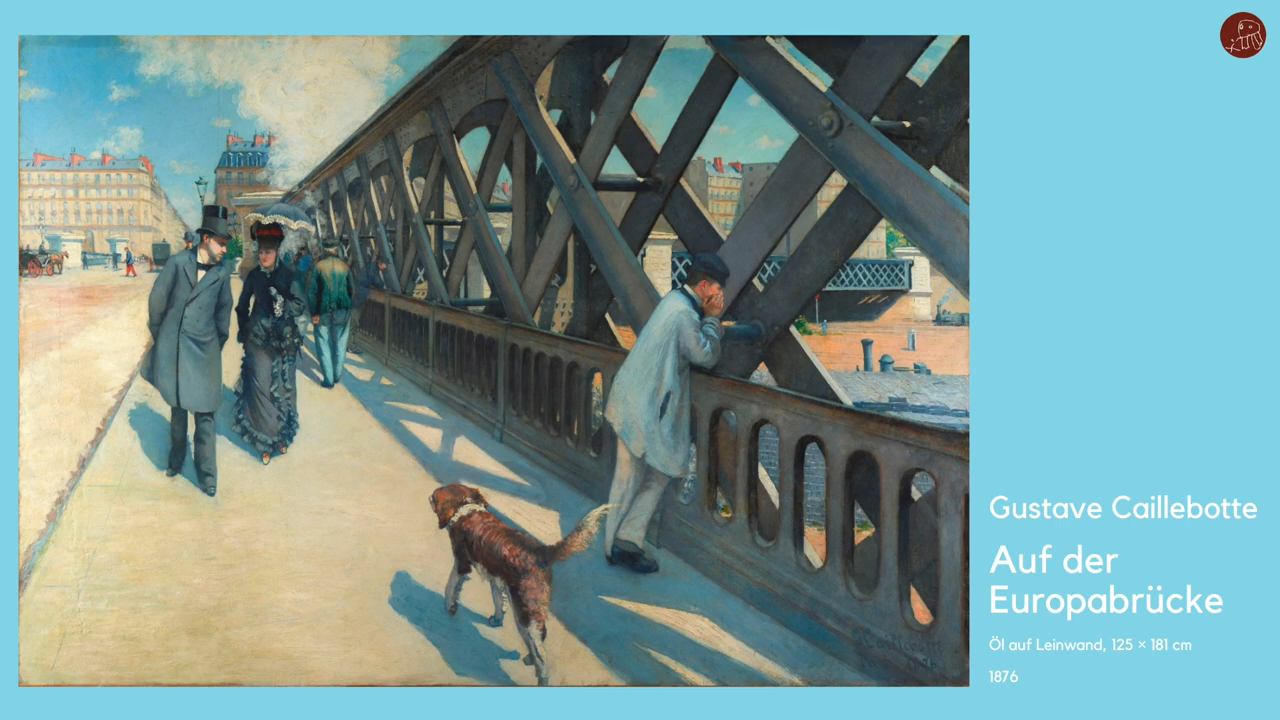 Gustave Caillebotte
Auf der
Europabrücke
Öl auf Leinwand, 125 × 181 cm
1876